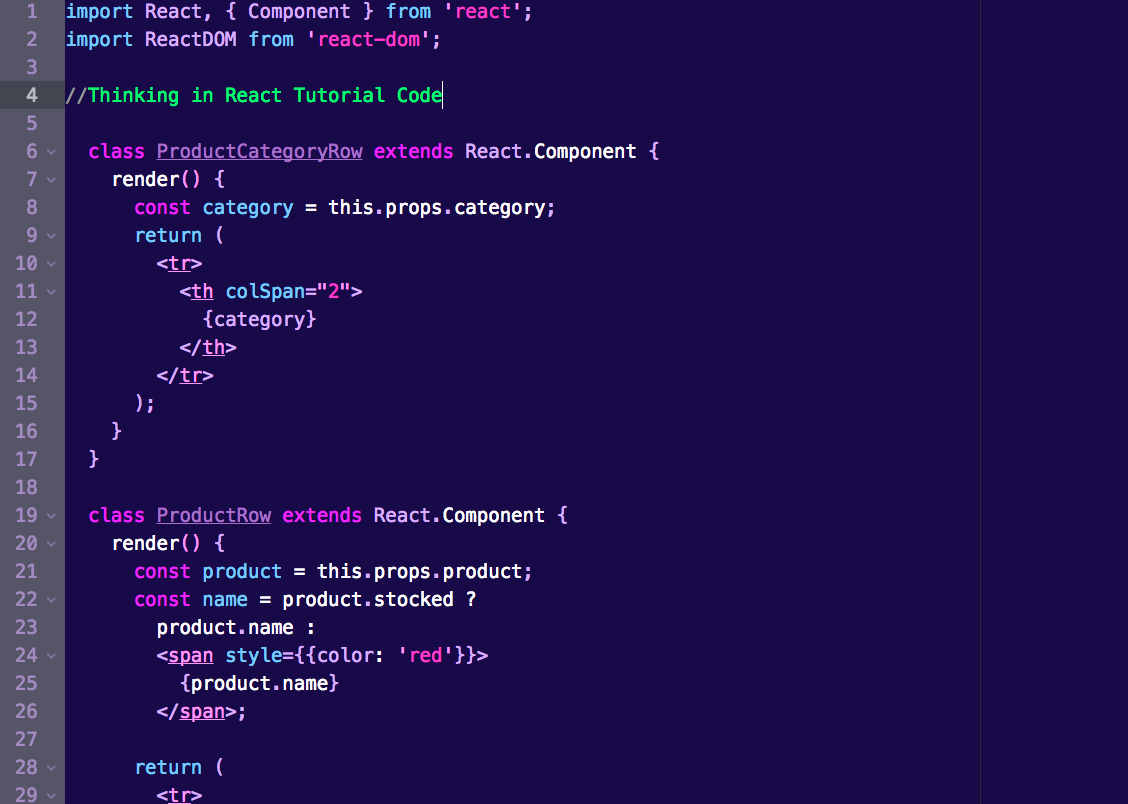 1 import React, { Component } from 'react';
2 import ReactDOM from 'react-dom';
3
4 //Thinking in React Tutorial Code
5
6   class ProductCategoryRow extends React.Component {
7     render() {
8       const category = this.props.category;
9       return (
10         <tr>
11           <th colSpan="2">
12             {category}
13           </th>
14         </tr>
15       );
16     }
17   }
18
19   class ProductRow extends React.Component {
20     render() {
21       const product = this.props.product;
22       const name = product.stocked ?
23         product.name :
24         <span style={{color: 'red'}}>
25           {product.name}
26         </span>;
27
28       return (
29         <tr>